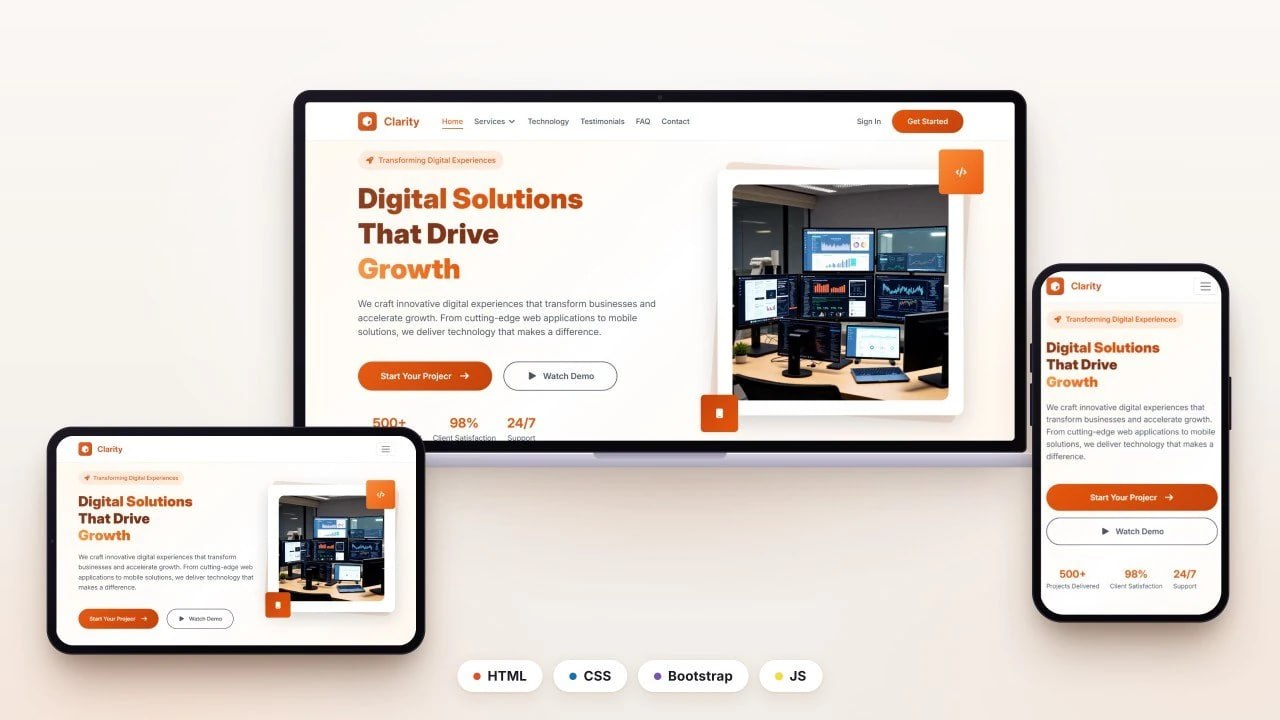 Clarity
Home Services Technology Testimonials FAQ Contact
Sign In Get Started
Transforming Digital Experiences
Digital Solutions
That Drive
Growth
We craft innovative digital experiences that transform businesses and
accelerate growth. From cutting-edge web applications to mobile
solutions, we deliver technology that makes a difference.
Start Your Projecr Watch Demo
500+ 98% 24/7
Client Satisfaction Support
</>
Clarity
Transforming Digital Experiences
Digital Solutions
That Drive
Growth
We craft innovative digital experiences that transform
businesses and accelerate growth. From cutting-edge web
applications to mobile solutions, we deliver technology that
makes a difference.
Start Your Projecr Watch Demo
</>
Clarity
Transforming Digital Experiences
Digital Solutions
That Drive
Growth
We craft innovative digital experiences that
transform businesses and accelerate growth.
From cutting-edge web applications to mobile
solutions, we deliver technology that makes a
difference.
Start Your Projecr
Watch Demo
500+ 98% 24/7
Projects Delivered Client Satisfaction Support
HTML CSS Bootstrap JS